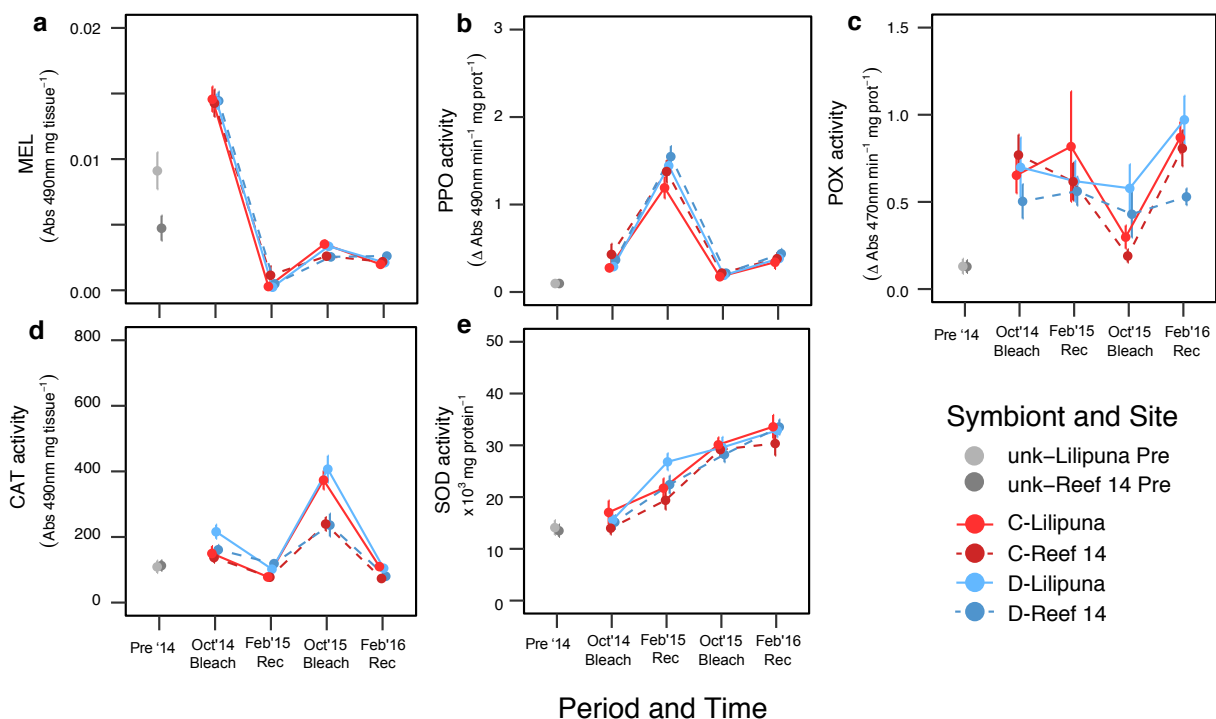 a
0.02
0.01
0.00
MEL
( Abs 490nm mg tissue⁻¹ )
b
3
2
1
0
PPO activity
( Δ Abs 490nm min⁻¹ mg prot⁻¹ )
c
1.5
1.0
0.5
0.0
POX activity
( Δ Abs 470nm min⁻¹ mg prot⁻¹ )
Pre ‘14
Oct'14 Bleach
Feb'15 Rec
Oct'15 Bleach
Feb'16 Rec
d
800
600
400
200
0
CAT activity
(Abs 490nm mg tissue⁻¹ )
Pre ‘14
Oct'14 Bleach
Feb'15 Rec
Oct'15 Bleach
Feb'16 Rec
e
50
40
30
20
10
0
SOD activity
x 10³ mg protein⁻¹
Pre ‘14
Oct'14 Bleach
Feb'15 Rec
Oct'15 Bleach
Feb'16 Rec
Symbiont and Site
unk−Lilipuna Pre
unk−Reef 14 Pre
C-Lilipuna
C-Reef 14
D-Lilipuna
D-Reef 14
Period and Time